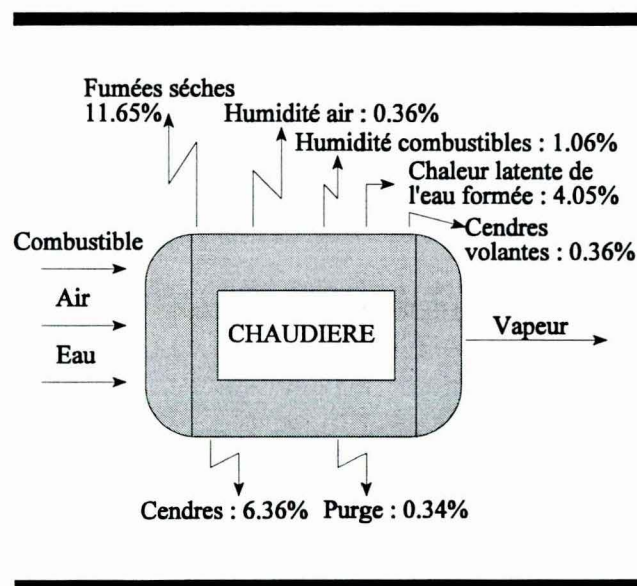 Fumées séches
11.65%
Humidité air : 0.36%
Humidité combustibles : 1.06%
Chaleur latente de
l'eau formée : 4.05%
Cendres
volantes : 0.36%
Combustible
Air
Eau
CHAUDIERE
Vapeur
Cendres : 6.36%
Purge : 0.34%